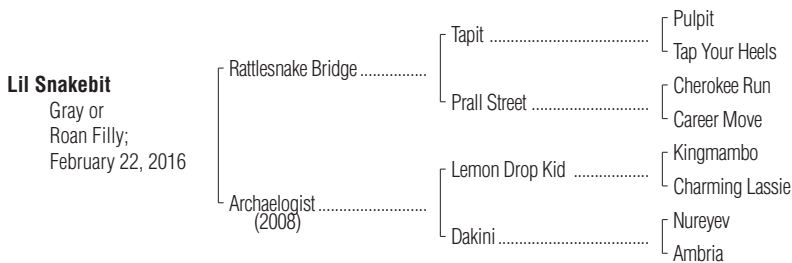 Pulpit
Tapit ......................................
Tap Your Heels
Rattlesnake Bridge ................
Lil Snakebit
Cherokee Run
Gray or
Prall Street ............................
Roan Filly;
Career Move
February 22, 2016
Kingmambo
Lemon Drop Kid ..................
Charming Lassie
Archaelogist ..........................
(2008)
Nureyev
Dakini ....................................
Ambria